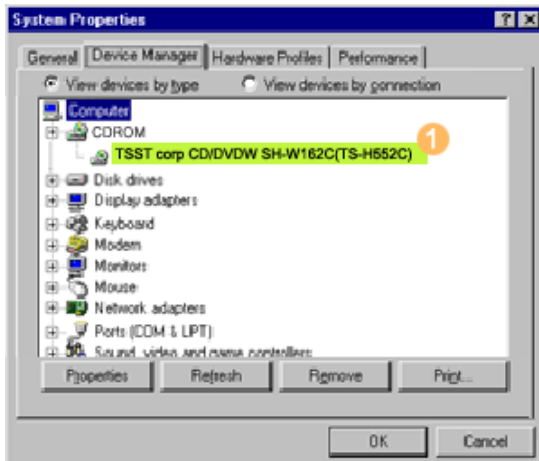 System Properties
General Device Manager Hardware Profiles Performance
View devices by type View devices by connection
Computer
CDROM
TSST corp CD/DVDW SH-W162C(TS-H552C) 1
Disk drives
Display adapters
Keyboard
Modem
Monitors
Mouse
Network adapters
Ports (COM & LPT)
Sound, video and game controllers
Properties Refresh Remove Print...
OK Cancel